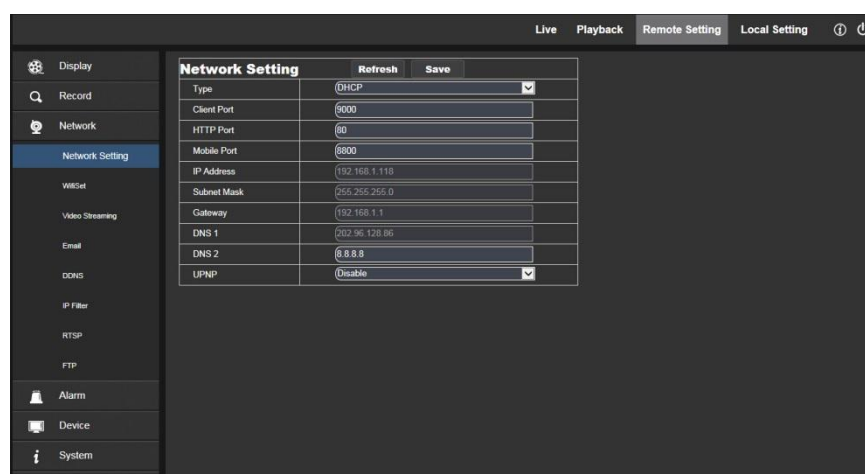 Live Playback Remote Setting Local Setting
Display
Record
Network
Network Setting
WifiSet
Video Streaming
Email
DDNS
IP Filter
RTSP
FTP
Alarm
Device
System
Network Setting Refresh Save
Type DHCP
Client Port 9000
HTTP Port 80
Mobile Port 8800
IP Address 192.168.1.118
Subnet Mask 255.255.255.0
Gateway 192.168.1.1
DNS 1 202.96.128.86
DNS 2 8.8.8.8
UPNP Disable